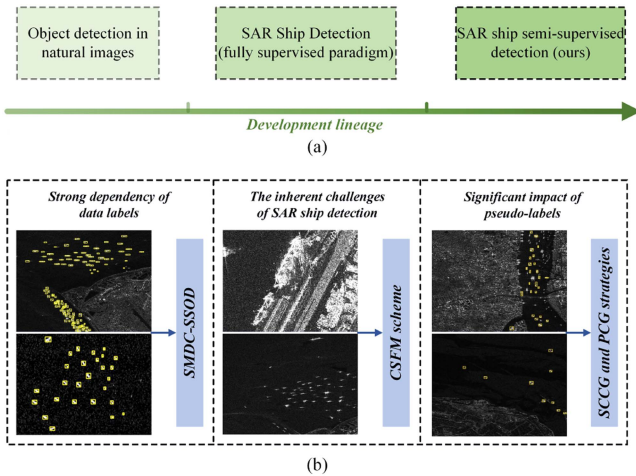 Object detection in
natural images
SAR Ship Detection
(fully supervised paradigm)
SAR ship semi-supervised
detection (ours)
Development lineage
(a)
Strong dependency of
data labels
SMDC-SSOD
The inherent challenges
of SAR ship detection
CSFM scheme
Significant impact of
pseudo-labels
SCCG and PCG strategies
(b)